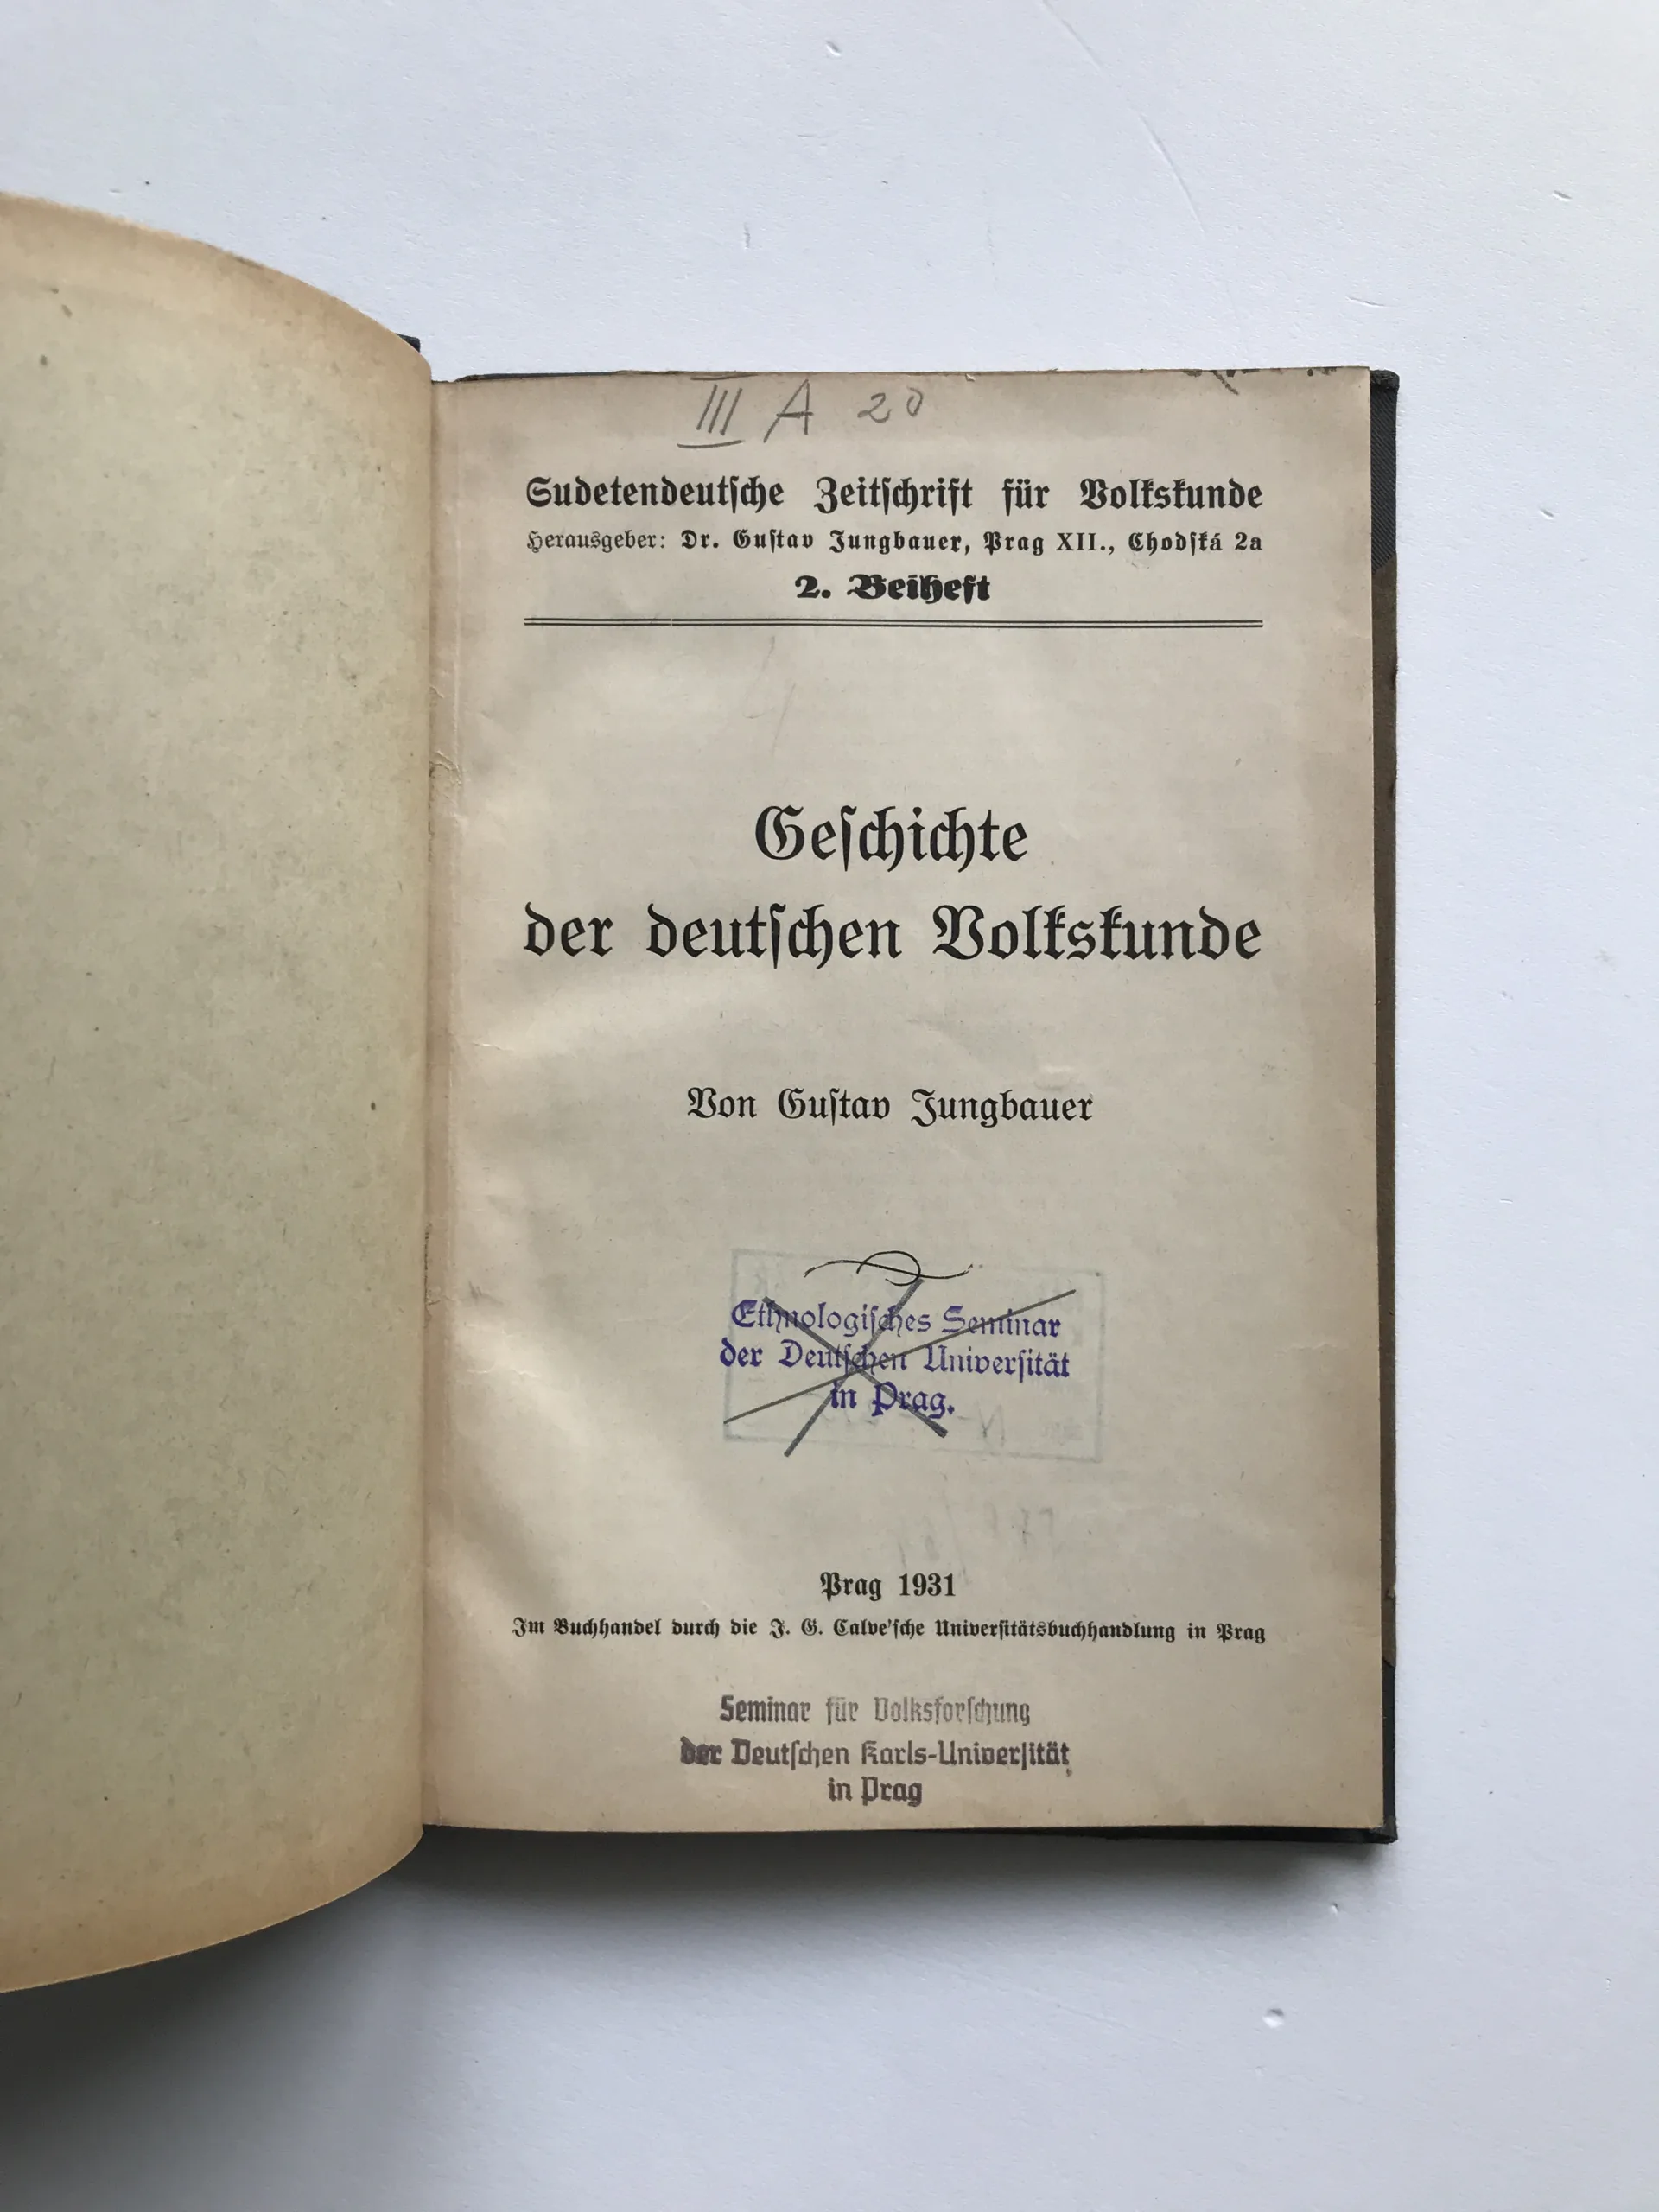 III A 20
Sudetendeutſche Zeitſchrift für Volkskunde
Herausgeber: Dr. Guſtav Jungbauer, Prag XII., Chodſká 2a
2. Beiheft
Geſchichte
der deutſchen Volkskunde
Von Guſtav Jungbauer
Ethnologiſches Seminar
der Deutſchen Univerſität
in Prag.
Prag 1931
Im Buchhandel durch die J. G. Calve'ſche Univerſitätsbuchhandlung in Prag
Seminar für Volksforſchung
der Deutſchen Karls-Univerſität
in Prag